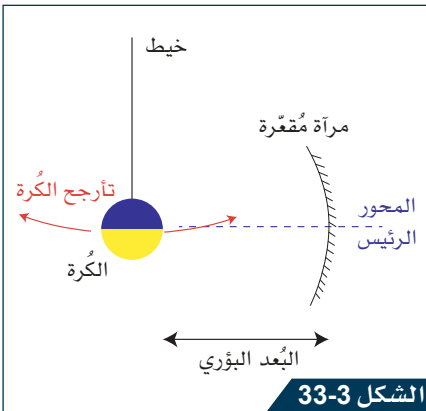 خيط
مرآة مُقعّرة
تأرجح الكُرة
المحور
الرئيس
الكُرة
البُعد البؤري
الشكل 3-33